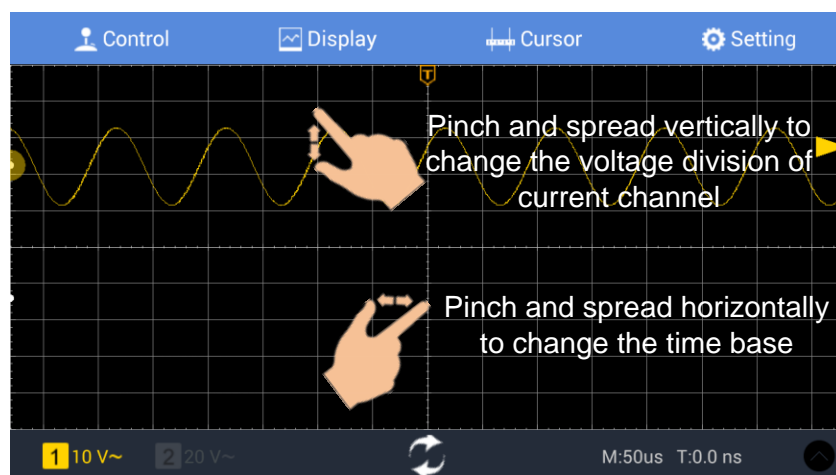 Control Display Cursor Setting
T
Pinch and spread vertically to
change the voltage division of
current channel
Pinch and spread horizontally
to change the time base
1 10 V~ 2 20 V~ M:50us T:0.0 ns